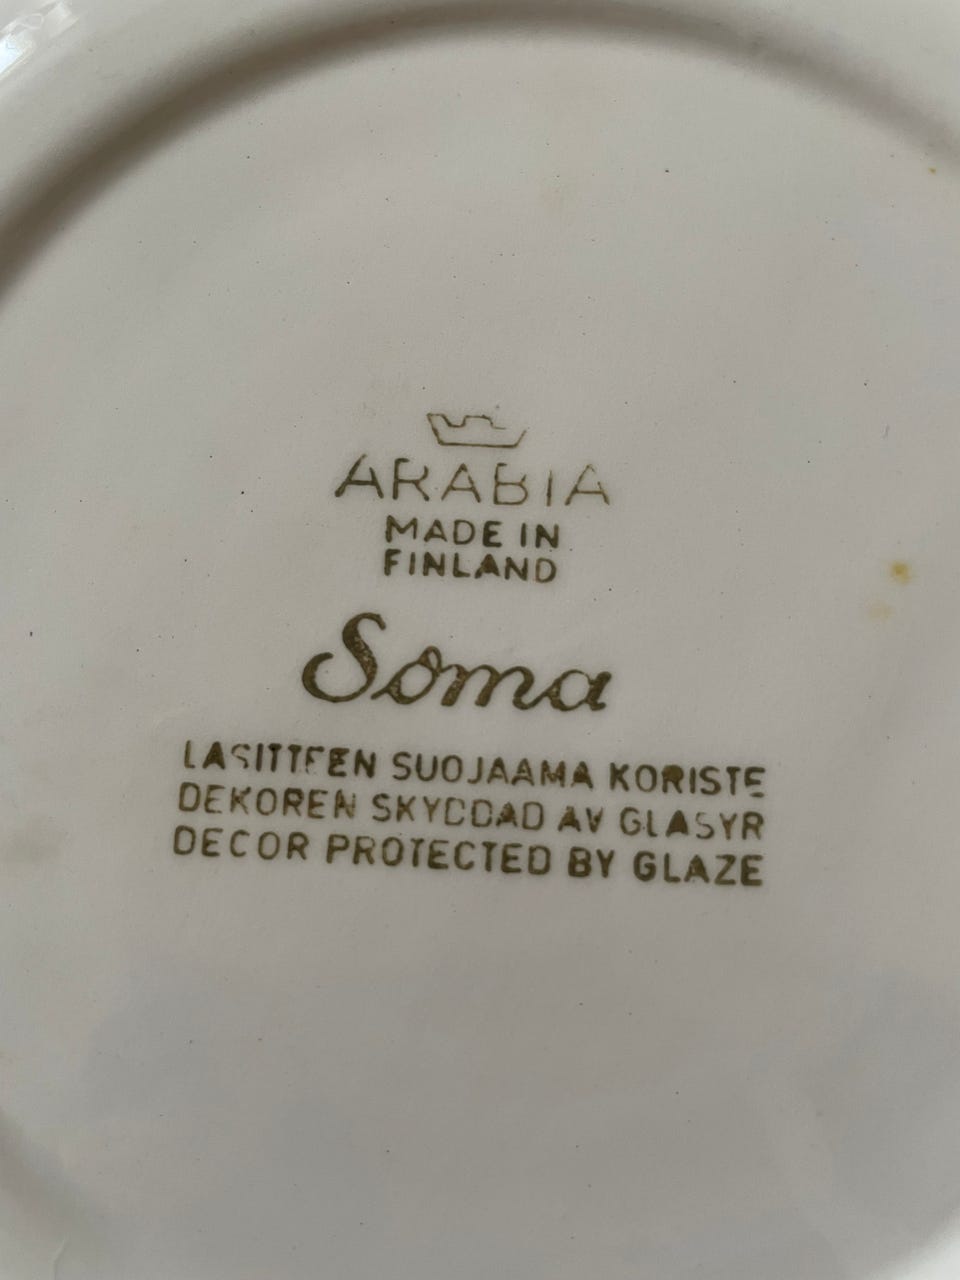 ARABIA
MADE IN
FINLAND
Soma
LASITTEEN SUOJAAMA KORISTE
DEKOREN SKYDDAD AV GLASYR
DECOR PROTECTED BY GLAZE